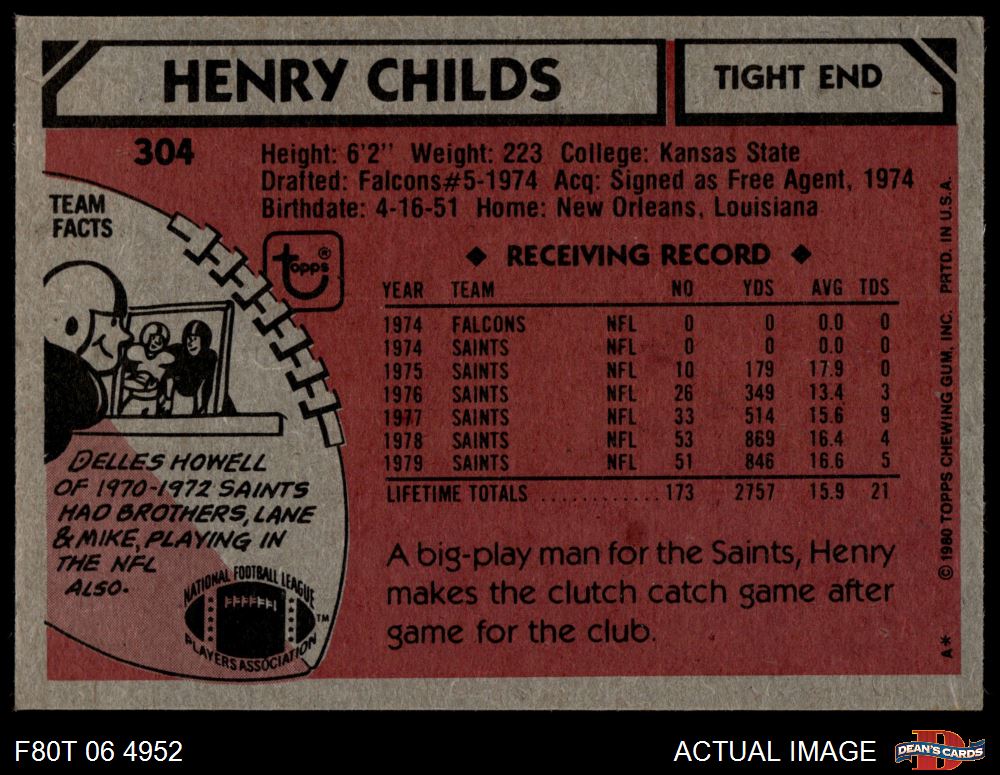 HENRY CHILDS
TIGHT END
304
Height: 6'2" Weight: 223 College: Kansas State
Drafted: Falcons#5-1974 Acq: Signed as Free Agent, 1974
Birthdate: 4-16-51 Home: New Orleans, Louisiana
TEAM
FACTS
topps®
◆ RECEIVING RECORD ◆
YEAR TEAM NO YDS AVG TDS
1974 FALCONS NFL 0 0 0.0 0
1974 SAINTS NFL 0 0 0.0 0
1975 SAINTS NFL 10 179 17.9 0
1976 SAINTS NFL 26 349 13.4 3
1977 SAINTS NFL 33 514 15.6 9
1978 SAINTS NFL 53 869 16.4 4
1979 SAINTS NFL 51 846 16.6 5
LIFETIME TOTALS ............ 173 2757 15.9 21
DELLES HOWELL
OF 1970-1972 SAINTS
HAD BROTHERS, LANE
& MIKE, PLAYING IN
THE NFL
ALSO.
NATIONAL FOOTBALL LEAGUE
PLAYERS ASSOCIATION
TM
A big-play man for the Saints, Henry
makes the clutch catch game after
game for the club.
A* © 1980 TOPPS CHEWING GUM, INC. PRTD. IN U.S.A.
F80T 06 4952
ACTUAL IMAGE
D
DEAN'S CARDS